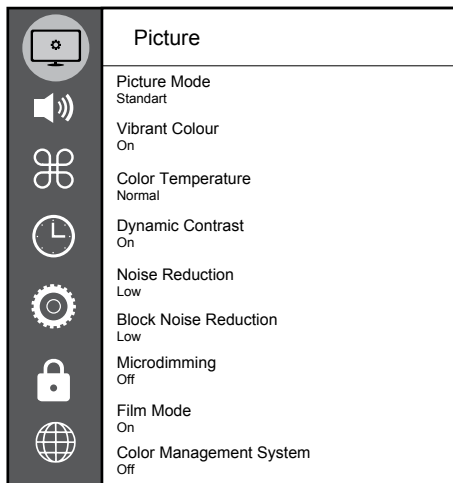 Picture
Picture Mode
Standart
Vibrant Colour
On
Color Temperature
Normal
Dynamic Contrast
On
Noise Reduction
Low
Block Noise Reduction
Low
Microdimming
Off
Film Mode
On
Color Management System
Off